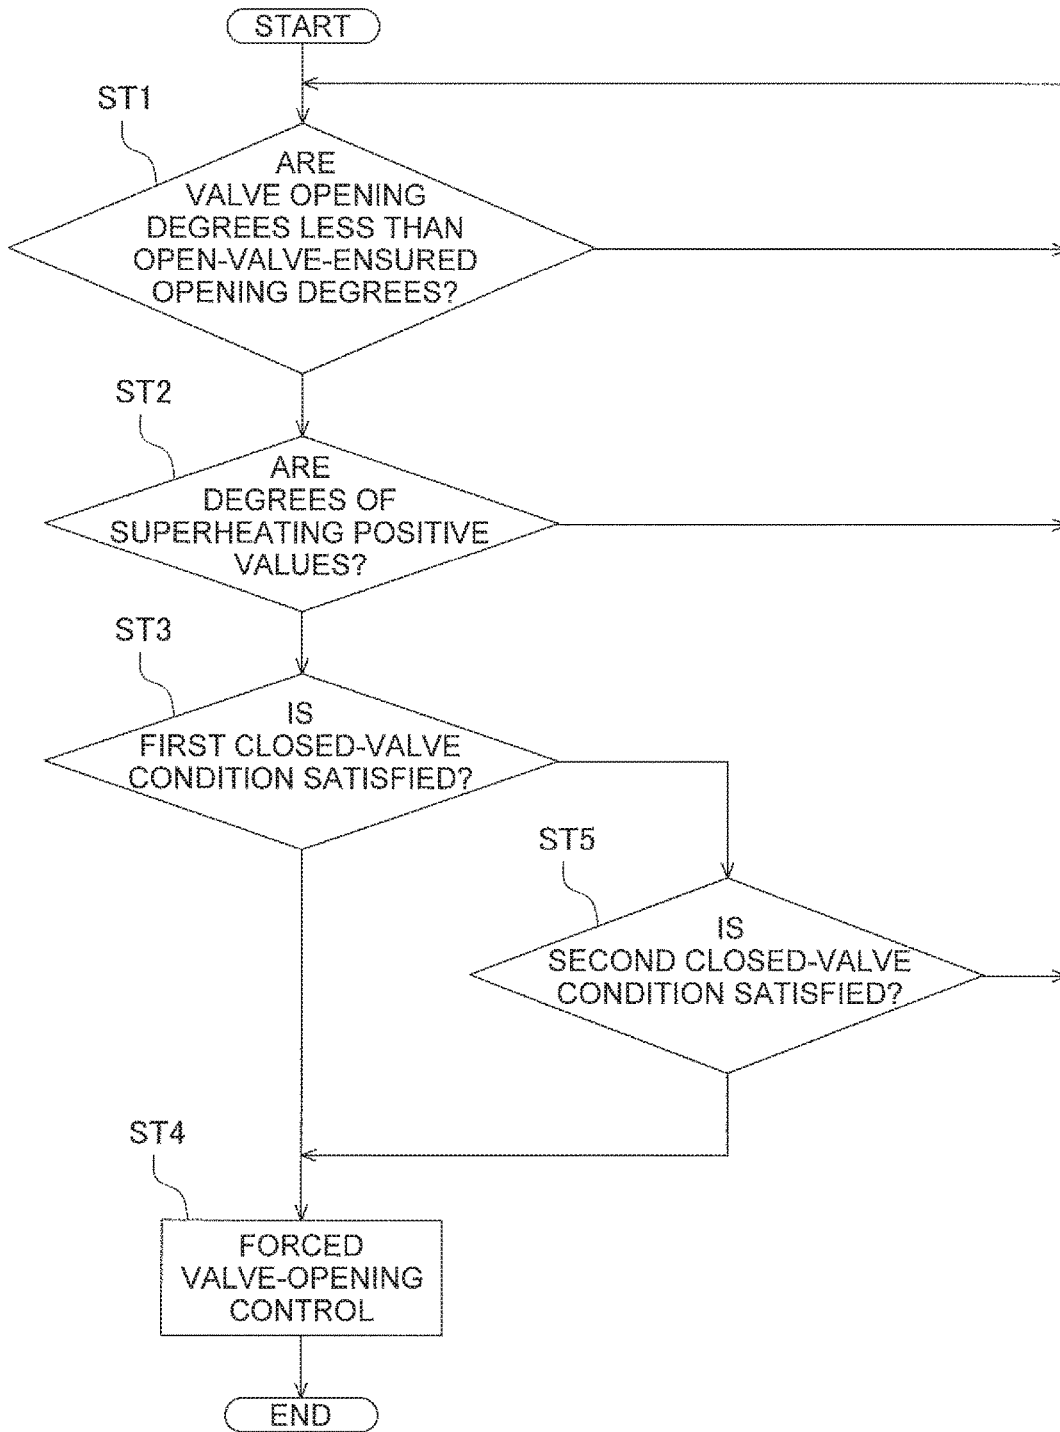 START
ST1
ARE
VALVE OPENING
DEGREES LESS THAN
OPEN-VALVE-ENSURED
OPENING DEGREES?
ST2
ARE
DEGREES OF
SUPERHEATING POSITIVE
VALUES?
ST3
IS
FIRST CLOSED-VALVE
CONDITION SATISFIED?
ST5
IS
SECOND CLOSED-VALVE
CONDITION SATISFIED?
ST4
FORCED
VALVE-OPENING
CONTROL
END